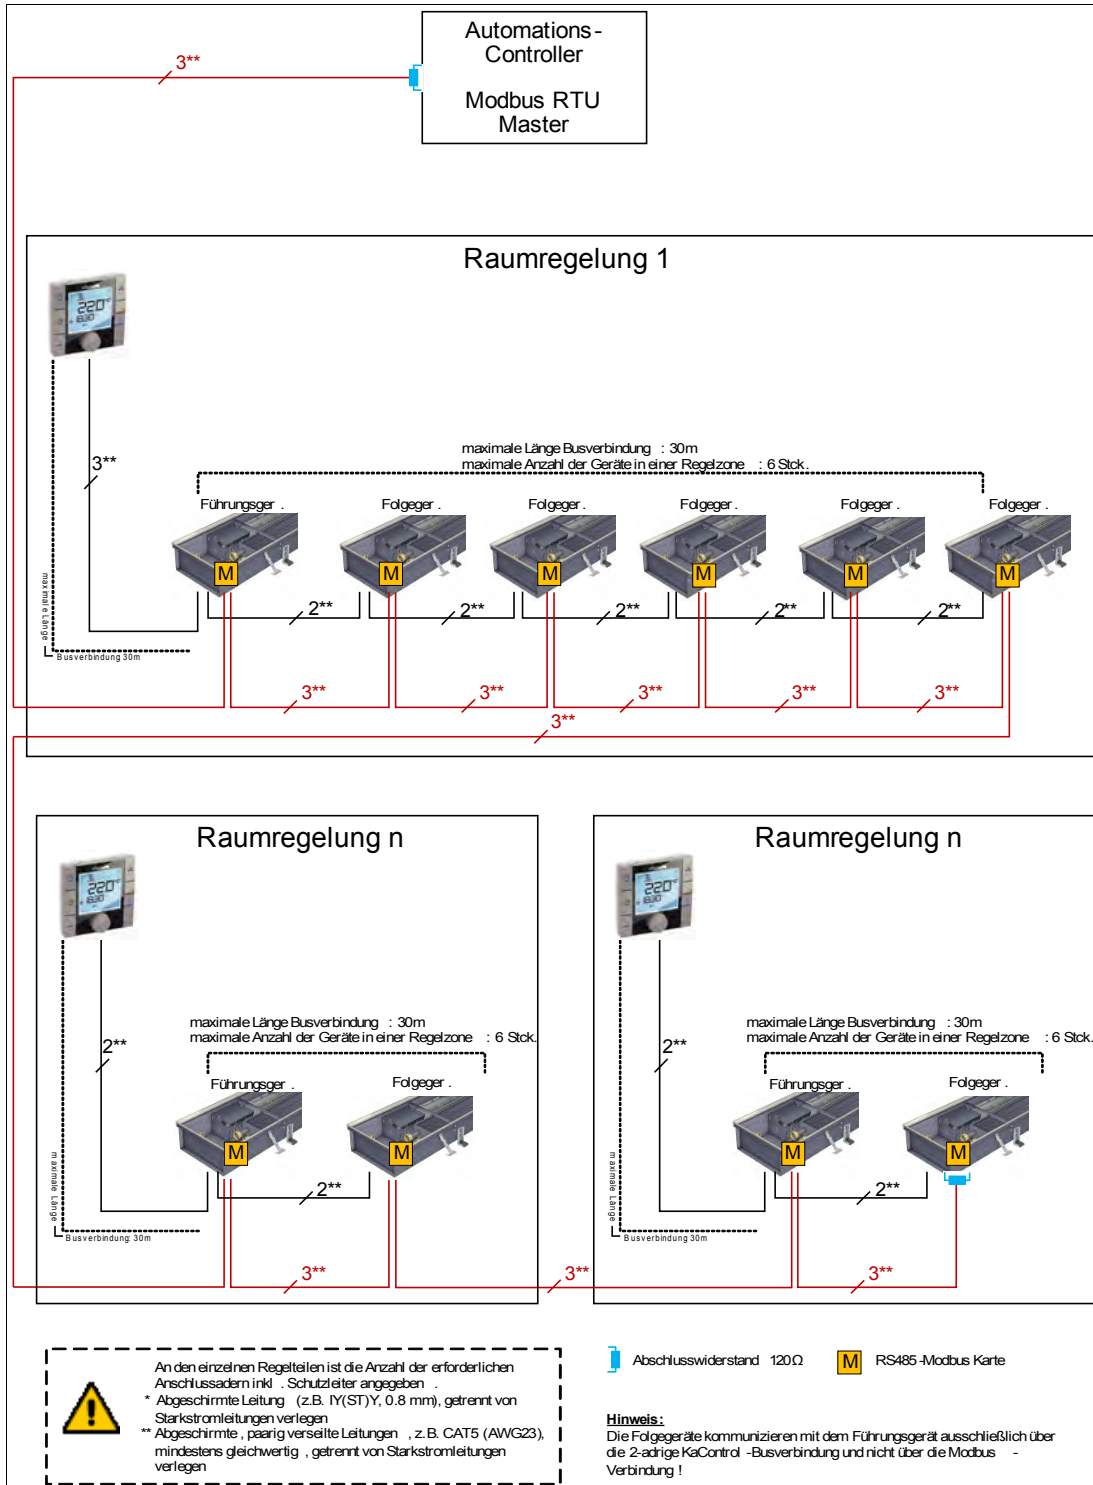 Automations-
Controller
Modbus RTU
Master
3**
Raumregelung 1
3**
maximale Länge Busverbindung : 30m
maximale Anzahl der Geräte in einer Regelzone : 6 Stck.
Führungsger. Folgeger. Folgeger. Folgeger. Folgeger. Folgeger.
M M M M M M
2** 2** 2** 2** 2**
maximale Länge
Busverbindung 30m
3** 3** 3** 3** 3**
3**
Raumregelung n
2**
maximale Länge Busverbindung : 30m
maximale Anzahl der Geräte in einer Regelzone : 6 Stck.
Führungsger. Folgeger.
M M
2**
maximale Länge
Busverbindung: 30m
3**
3**
Raumregelung n
2**
maximale Länge Busverbindung : 30m
maximale Anzahl der Geräte in einer Regelzone : 6 Stck.
Führungsger. Folgeger.
M M
2**
maximale Länge
Busverbindung 30m
3**
An den einzelnen Regelteilen ist die Anzahl der erforderlichen
Anschlussadern inkl. Schutzleiter angegeben.
* Abgeschirmte Leitung (z.B. IY(ST)Y, 0.8 mm), getrennt von
Starkstromleitungen verlegen
** Abgeschirmte, paarig verseilte Leitungen, z.B. CAT5 (AWG23),
mindestens gleichwertig, getrennt von Starkstromleitungen
verlegen
Abschlusswiderstand 120Ω
M RS485-Modbus Karte
Hinweis:
Die Folgegeräte kommunizieren mit dem Führungsgerät ausschließlich über
die 2-adrige KaControl-Busverbindung und nicht über die Modbus -
Verbindung !